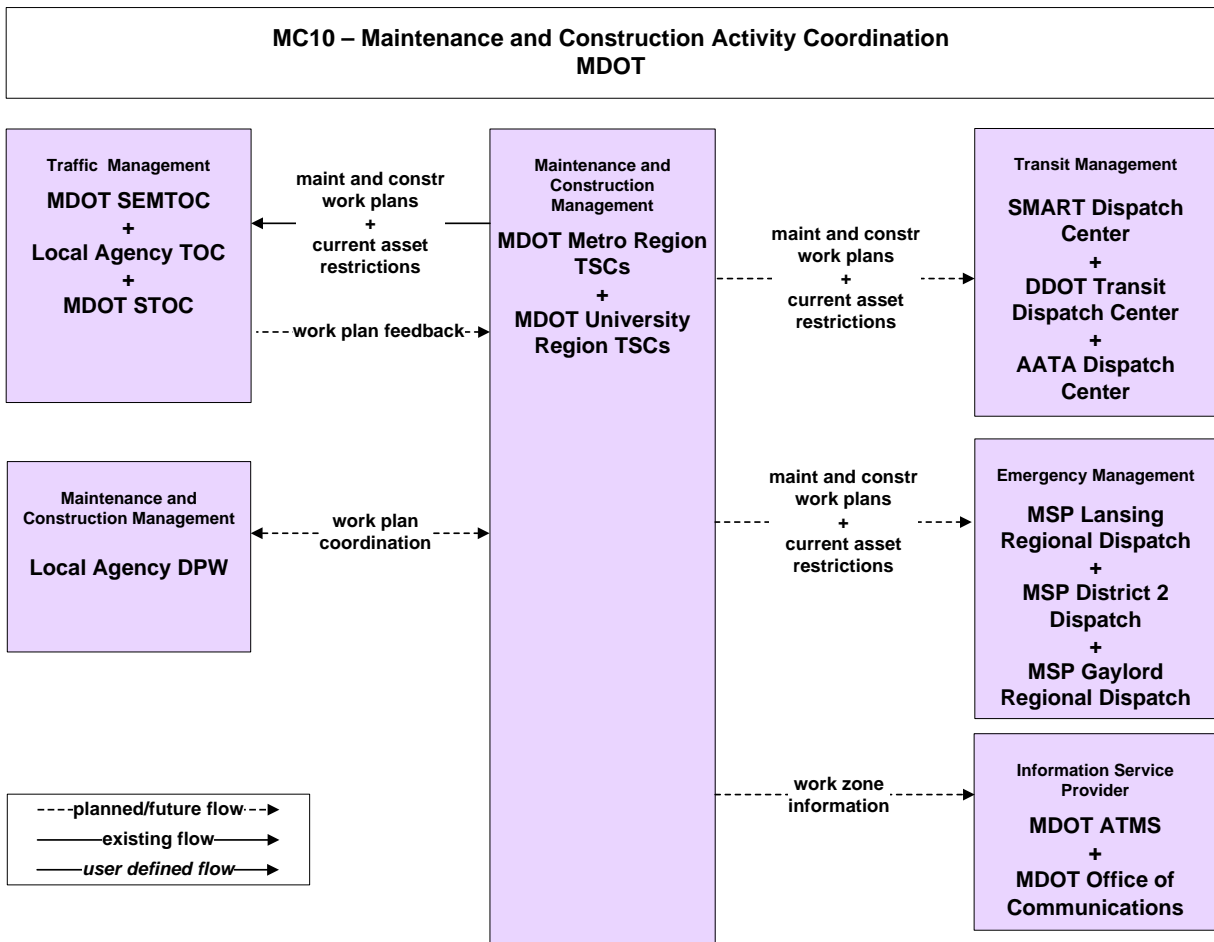 MC10 – Maintenance and Construction Activity Coordination
MDOT
Traffic Management
MDOT SEMTOC
+
Local Agency TOC
+
MDOT STOC
maint and constr
work plans
+
current asset
restrictions
work plan feedback
Maintenance and
Construction
Management
MDOT Metro Region
TSCs
+
MDOT University
Region TSCs
maint and constr
work plans
+
current asset
restrictions
Transit Management
SMART Dispatch
Center
+
DDOT Transit
Dispatch Center
+
AATA Dispatch
Center
Maintenance and
Construction Management
Local Agency DPW
work plan
coordination
maint and constr
work plans
+
current asset
restrictions
Emergency Management
MSP Lansing
Regional Dispatch
+
MSP District 2
Dispatch
+
MSP Gaylord
Regional Dispatch
work zone
information
Information Service
Provider
MDOT ATMS
+
MDOT Office of
Communications
planned/future flow
existing flow
user defined flow